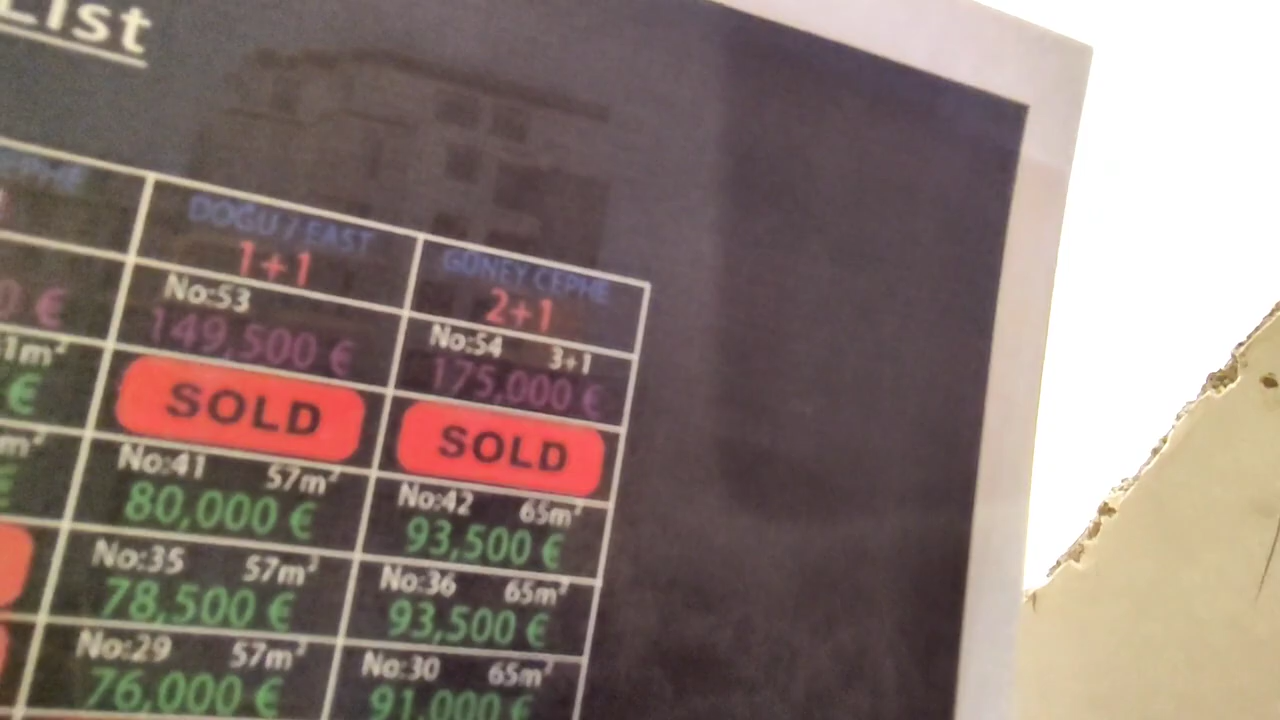 List
DOĞU / EAST
GÜNEY CEPHE
1+1
2+1
No:53
149,500 €
No:54 3+1
175,000 €
1m²
€
SOLD
SOLD
m²
No:41 57m²
80,000 €
No:42 65m²
93,500 €
No:35 57m²
78,500 €
No:36 65m²
93,500 €
No:29 57m²
76,000 €
No:30 65m²
91,000 €